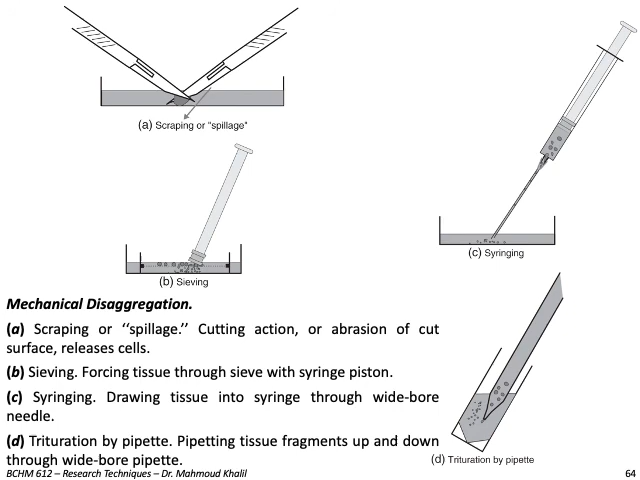 (a) Scraping or "spillage"
(b) Sieving
(c) Syringing
Mechanical Disaggregation.
(a) Scraping or ‘‘spillage.’’ Cutting action, or abrasion of cut
surface, releases cells.
(b) Sieving. Forcing tissue through sieve with syringe piston.
(c) Syringing. Drawing tissue into syringe through wide-bore
needle.
(d) Trituration by pipette. Pipetting tissue fragments up and down
through wide-bore pipette.
(d) Trituration by pipette
BCHM 612 – Research Techniques – Dr. Mahmoud Khalil
64